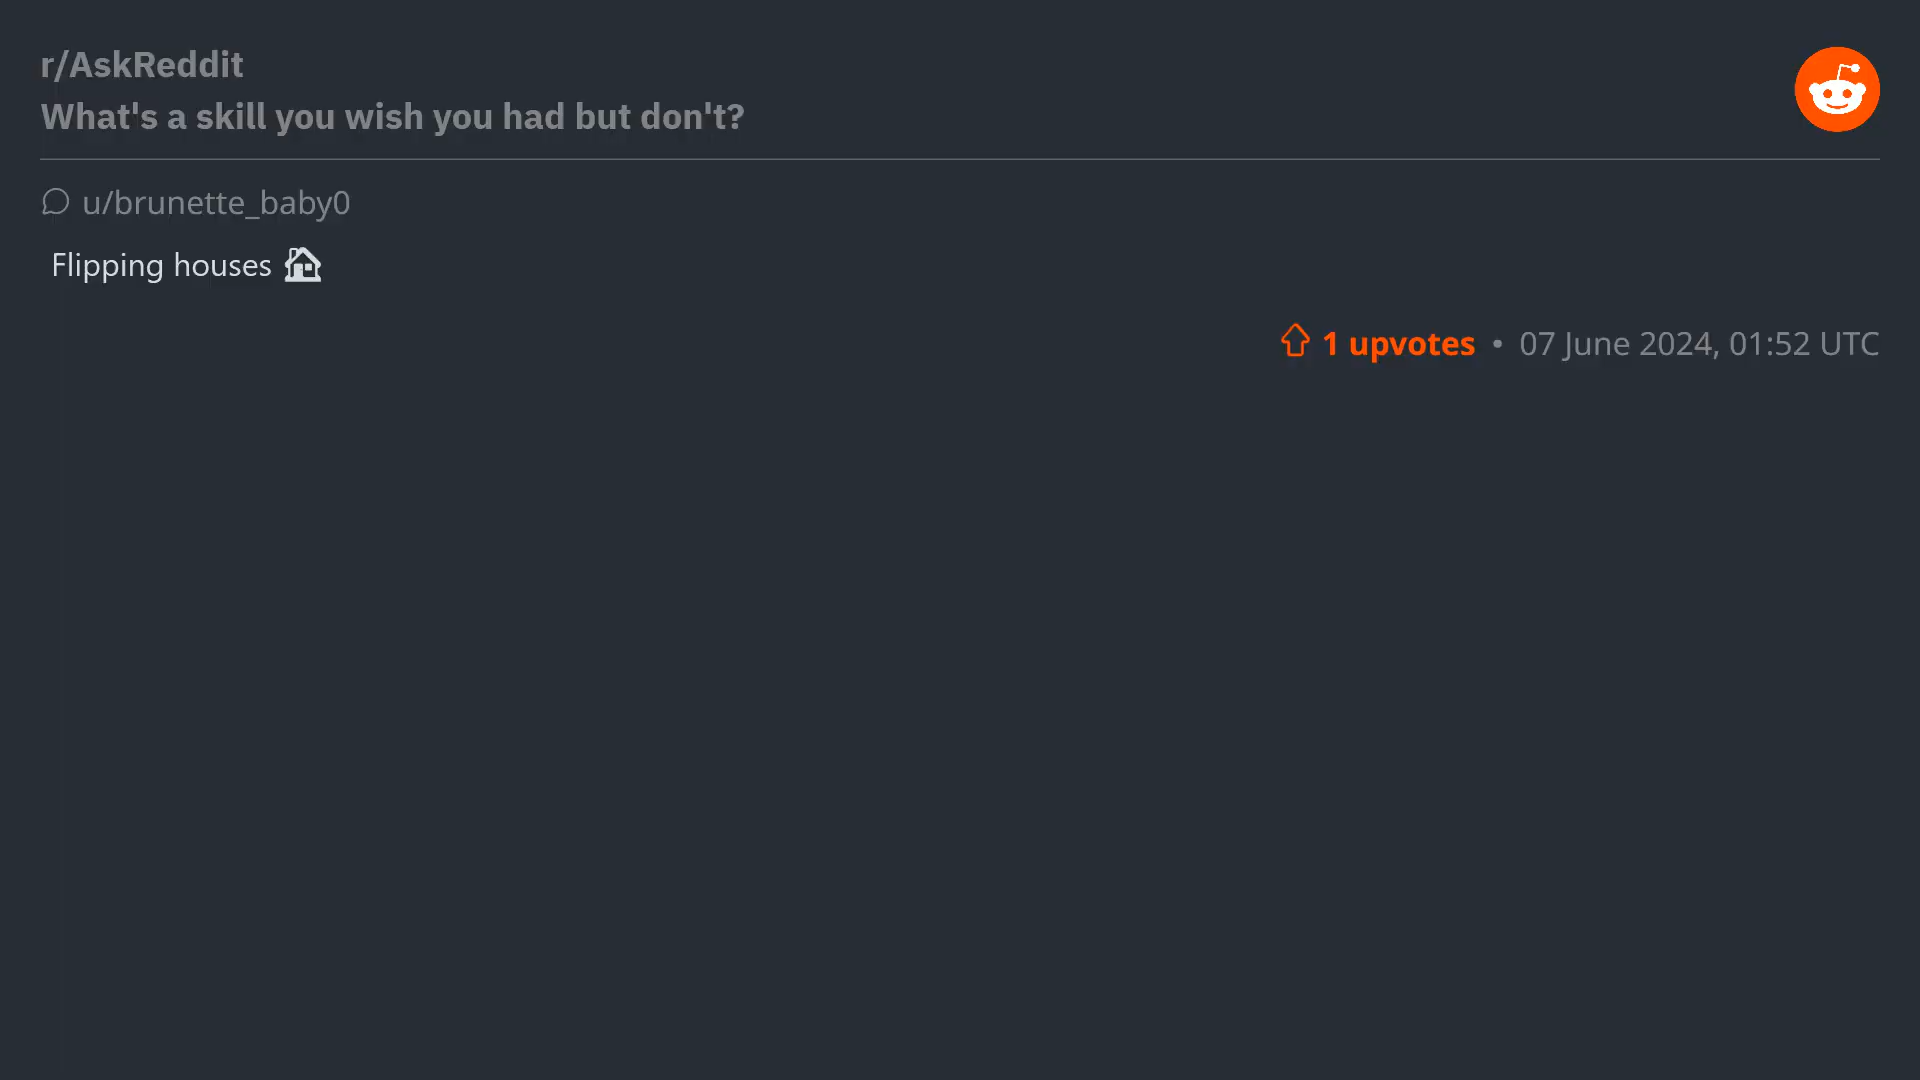 r/AskReddit
What's a skill you wish you had but don't?
u/brunette_baby0
Flipping houses 🏠
1 upvotes • 07 June 2024, 01:52 UTC